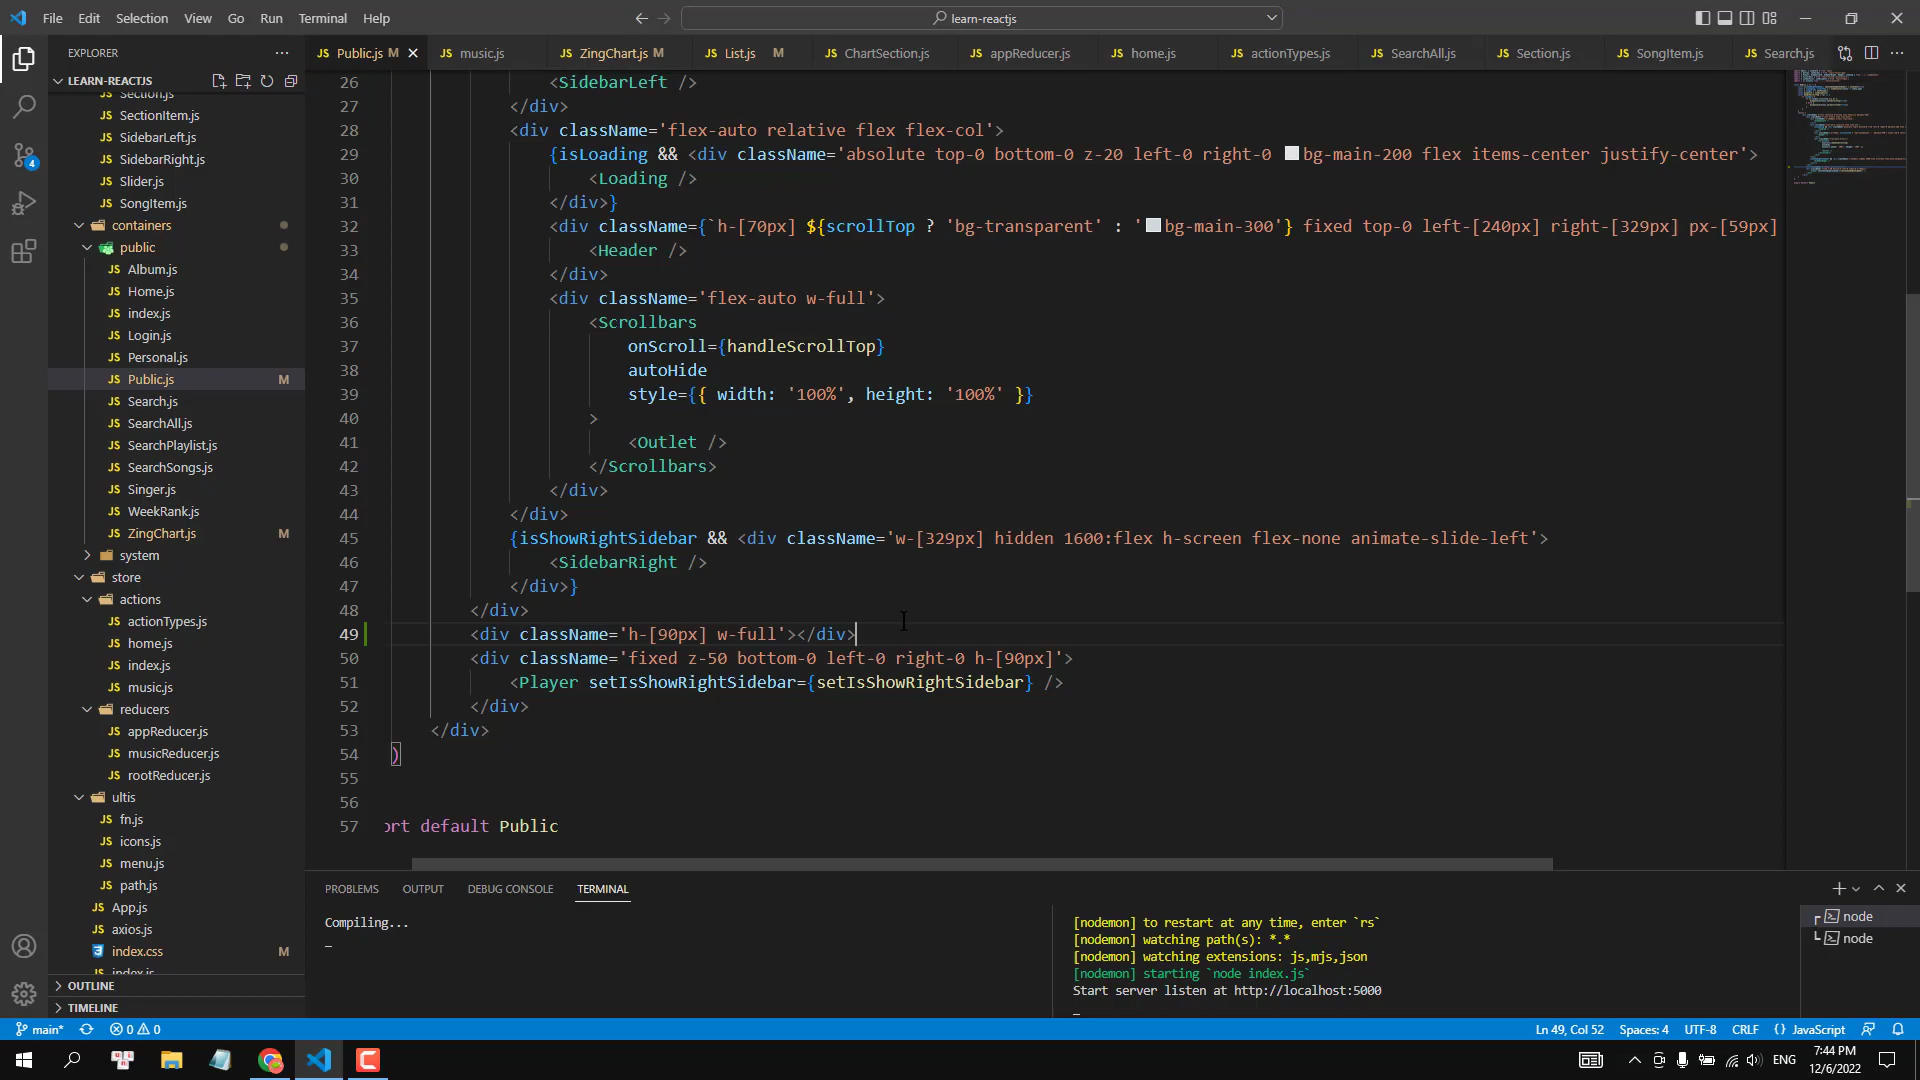 File Edit Selection View Go Run Terminal Help
learn-reactjs
EXPLORER
LEARN-REACTJS
Section.js
SectionItem.js
SidebarLeft.js
SidebarRight.js
Slider.js
SongItem.js
containers
public
Album.js
Home.js
index.js
Login.js
Personal.js
Public.js M
Search.js
SearchAll.js
SearchPlaylist.js
SearchSongs.js
Singer.js
WeekRank.js
ZingChart.js M
system
store
actions
actionTypes.js
home.js
index.js
music.js
reducers
appReducer.js
musicReducer.js
rootReducer.js
ultis
fn.js
icons.js
menu.js
path.js
App.js
axios.js
index.css M
index.js
OUTLINE
TIMELINE
Public.js M music.js ZingChart.js M List.js M ChartSection.js appReducer.js home.js actionTypes.js SearchAll.js Section.js SongItem.js Search.js
26 <SidebarLeft />
27 </div>
28 <div className='flex-auto relative flex flex-col'>
29 {isLoading && <div className='absolute top-0 bottom-0 z-20 left-0 right-0 bg-main-200 flex items-center justify-center'>
30 <Loading />
31 </div>}
32 <div className={`h-[70px] ${scrollTop ? 'bg-transparent' : 'bg-main-300'} fixed top-0 left-[240px] right-[329px] px-[59px]
33 <Header />
34 </div>
35 <div className='flex-auto w-full'>
36 <Scrollbars
37 onScroll={handleScrollTop}
38 autoHide
39 style={{ width: '100%', height: '100%' }}
40 >
41 <Outlet />
42 </Scrollbars>
43 </div>
44 </div>
45 {isShowRightSidebar && <div className='w-[329px] hidden 1600:flex h-screen flex-none animate-slide-left'>
46 <SidebarRight />
47 </div>}
48 </div>
49 <div className='h-[90px] w-full'></div>
50 <div className='fixed z-50 bottom-0 left-0 right-0 h-[90px]'>
51 <Player setIsShowRightSidebar={setIsShowRightSidebar} />
52 </div>
53 </div>
54 )
55
56
57 ort default Public
PROBLEMS OUTPUT DEBUG CONSOLE TERMINAL
Compiling...
[nodemon] to restart at any time, enter `rs`
[nodemon] watching path(s): *.*
[nodemon] watching extensions: js,mjs,json
[nodemon] starting `node index.js`
Start server listen at http://localhost:5000
node
node
main* 0 0 Ln 49, Col 52 Spaces: 4 UTF-8 CRLF {} JavaScript
ENG
7:44 PM
12/6/2022